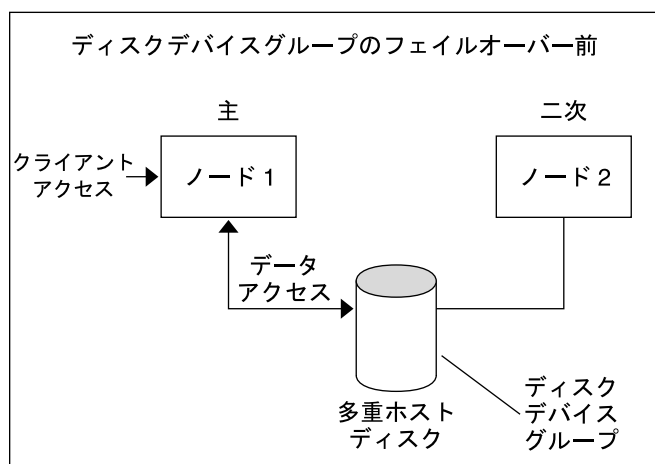 ディスクデバイスグループのフェイルオーバー前
主
二次
クライアント
アクセス
ノード 1
ノード 2
データ
アクセス
多重ホスト
ディスク
ディスク
デバイス
グループ